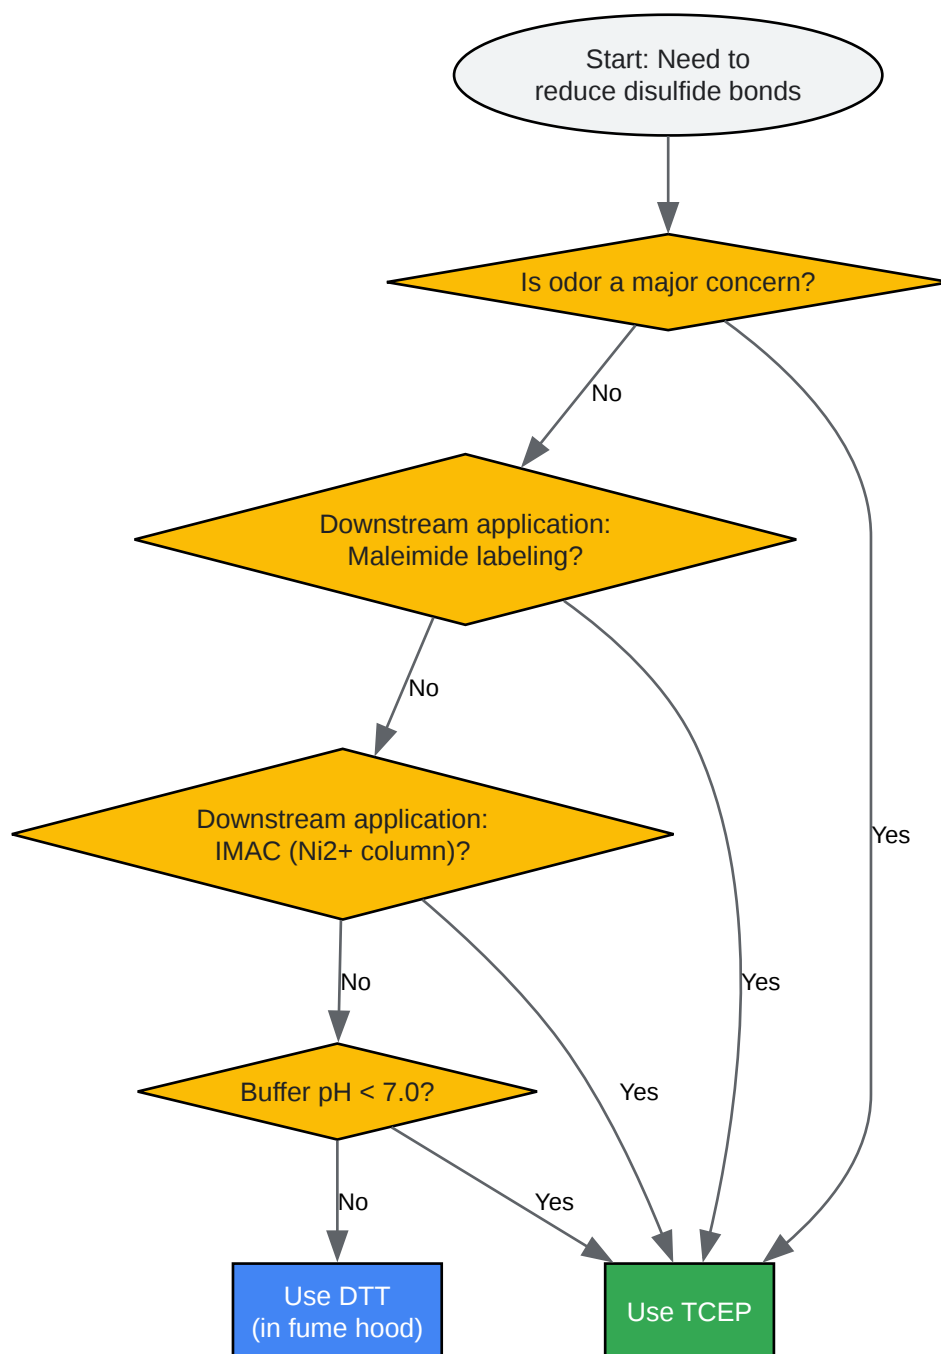 Start: Need to
reduce disulfide bonds
Is odor a major concern?
No
Downstream application:
Maleimide labeling?
No
Downstream application:
IMAC (Ni2+ column)?
Yes
No
Yes
Buffer pH < 7.0?
Yes
No
Yes
Use DTT
(in fume hood)
Use TCEP